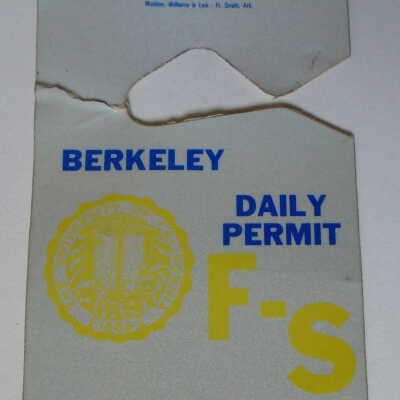 Weldon, Williams & Lick - Ft. Smith, Ark.
BERKELEY
DAILY
PERMIT
F-S